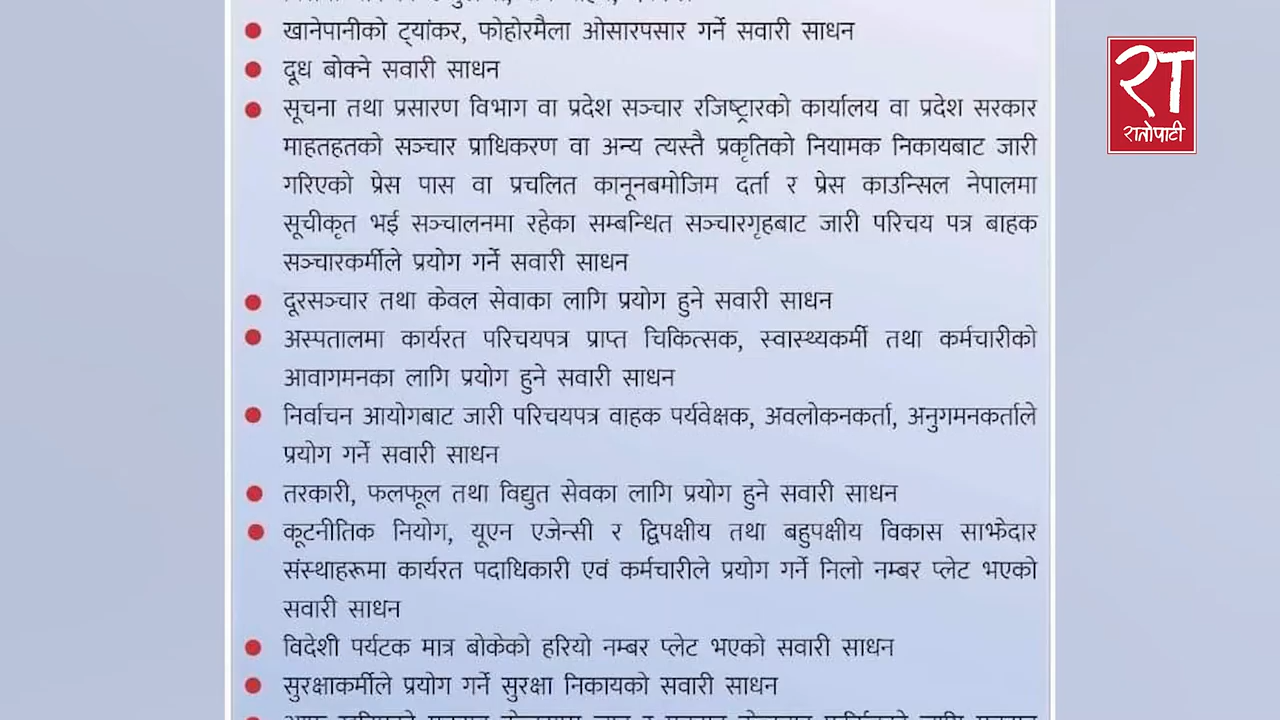 खानेपानीको ट्यांकर, फोहोरमैला ओसारपसार गर्ने सवारी साधन
दूध बोक्ने सवारी साधन
सूचना तथा प्रसारण विभाग वा प्रदेश सञ्चार रजिष्ट्रारको कार्यालय वा प्रदेश सरकार
माहतहतको सञ्चार प्राधिकरण वा अन्य त्यस्तै प्रकृतिको नियामक निकायबाट जारी
गरिएको प्रेस पास वा प्रचलित कानूनबमोजिम दर्ता र प्रेस काउन्सिल नेपालमा
सूचीकृत भई सञ्चालनमा रहेका सम्बन्धित सञ्चारगृहबाट जारी परिचय पत्र बाहक
सञ्चारकर्मीले प्रयोग गर्ने सवारी साधन
दूरसञ्चार तथा केवल सेवाका लागि प्रयोग हुने सवारी साधन
अस्पतालमा कार्यरत परिचयपत्र प्राप्त चिकित्सक, स्वास्थ्यकर्मी तथा कर्मचारीको
आवागमनका लागि प्रयोग हुने सवारी साधन
निर्वाचन आयोगबाट जारी परिचयपत्र वाहक पर्यवेक्षक, अवलोकनकर्ता, अनुगमनकर्ताले
प्रयोग गर्ने सवारी साधन
तरकारी, फलफूल तथा विद्युत सेवका लागि प्रयोग हुने सवारी साधन
कूटनीतिक नियोग, यूएन एजेन्सी र द्विपक्षीय तथा बहुपक्षीय विकास साझेदार
संस्थाहरूमा कार्यरत पदाधिकारी एवं कर्मचारीले प्रयोग गर्ने निलो नम्बर प्लेट भएको
सवारी साधन
विदेशी पर्यटक मात्र बोकेको हरियो नम्बर प्लेट भएको सवारी साधन
सुरक्षाकर्मीले प्रयोग गर्ने सुरक्षा निकायको सवारी साधन
रा
रातोपाटी